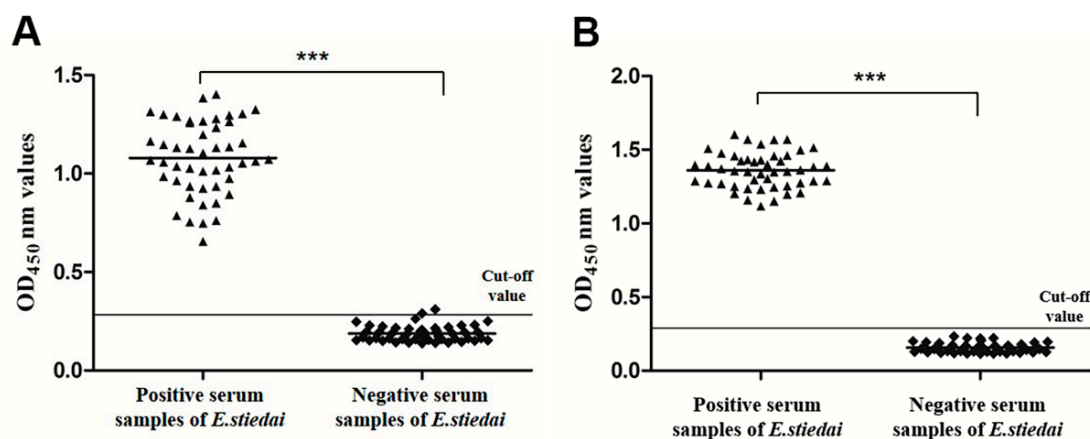 A
***
1.5
1.0
0.5
0.0
OD450 nm values
Cut-off
value
Positive serum
samples of E.stiedai
Negative serum
samples of E.stiedai
B
***
2.0
1.5
1.0
0.5
0.0
OD450 nm values
Cut-off
value
Positive serum
samples of E.stiedai
Negative serum
samples of E.stiedai